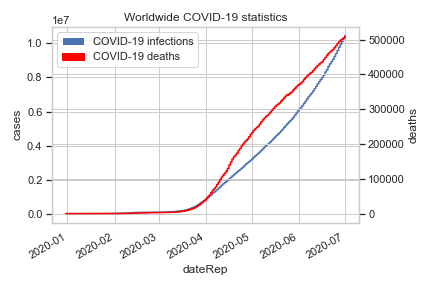 Worldwide COVID-19 statistics
1e7
COVID-19 infections
COVID-19 deaths
1.0
0.8
0.6
0.4
0.2
0.0
cases
500000
400000
300000
200000
100000
0
deaths
2020-01
2020-02
2020-03
2020-04
2020-05
2020-06
2020-07
dateRep